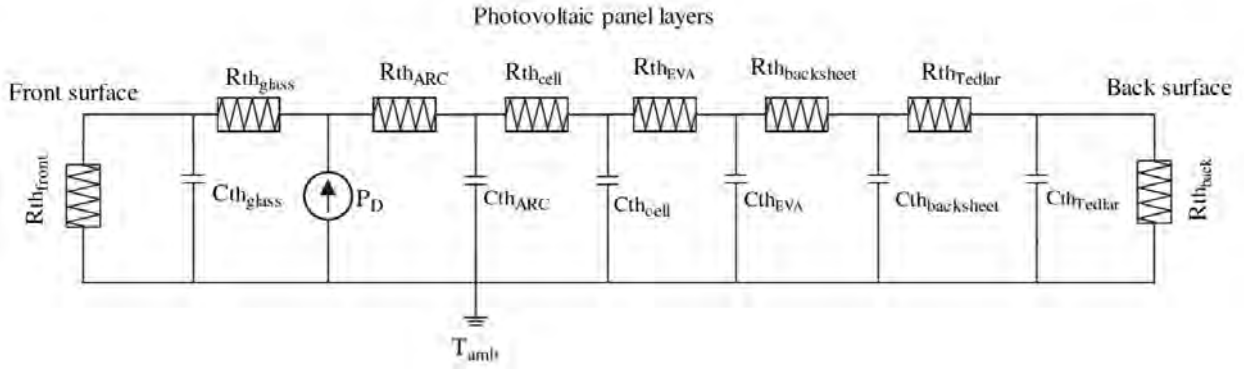 Photovoltaic panel layers
Front surface
Rth_glass
Rth_ARC
Rth_cell
Rth_EVA
Rth_backsheet
Rth_Tedlar
Back surface
Rth_front
Cth_glass
P_D
Cth_ARC
Cth_cell
Cth_EVA
Cth_backsheet
Cth_Tedlar
Rth_back
T_amb